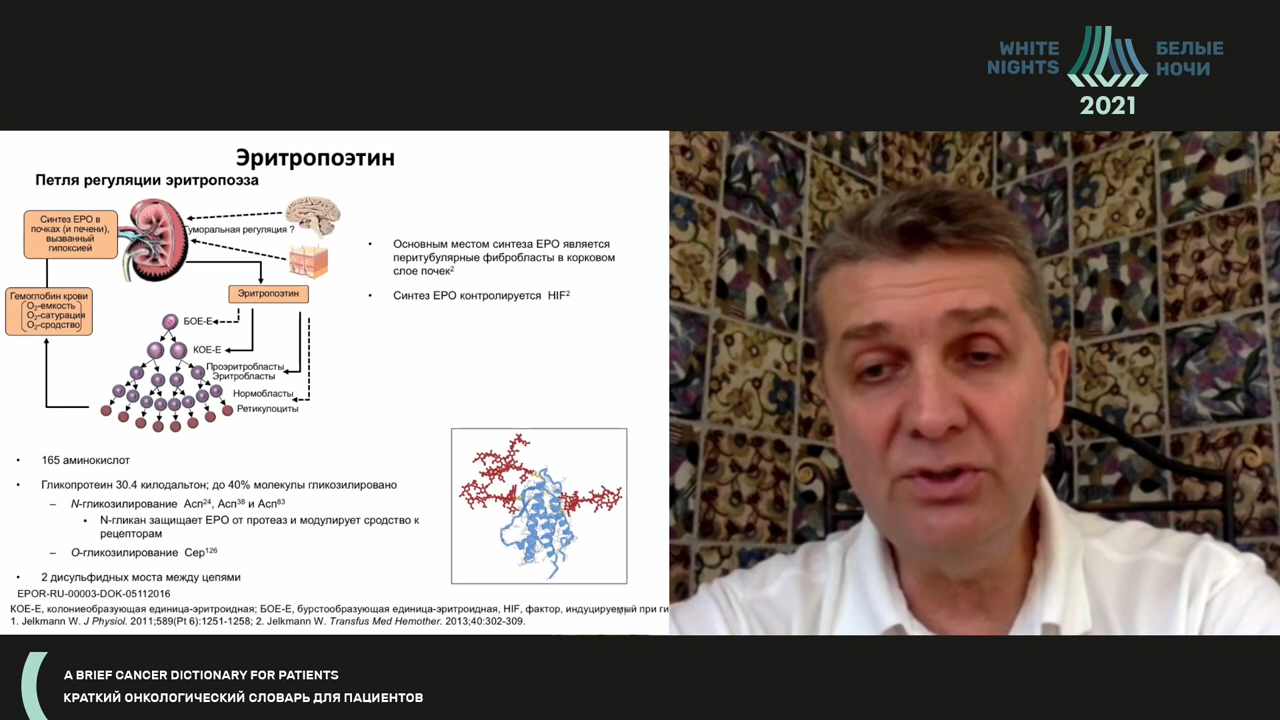 WHITE
NIGHTS
БЕЛЫЕ
НОЧИ
2021
Эритропоэтин
Петля регуляции эритропоэза
Синтез ЕРО в
почках (и печени),
вызванный
гипоксией
уморальная регуляция ?
Эритропоэтин
Гемоглобин крови
O₂-емкость
O₂-сатурация
O₂-сродство
БОЕ-Е
КОЕ-Е
Проэритробласты
Эритробласты
Нормобласты
Ретикулоциты
• Основным местом синтеза ЕРО является
перитубулярные фибробласты в корковом
слое почек²
• Синтез ЕРО контролируется HIF²
• 165 аминокислот
• Гликопротеин 30.4 килодальтон; до 40% молекулы гликозилировано
– N-гликозилирование Асп²⁴, Асп³⁸ и Асп⁸³
▪ N-гликан защищает ЕРО от протеаз и модулирует сродство к
рецепторам
– О-гликозилирование Сер¹²⁶
• 2 дисульфидных моста между цепями
EPOR-RU-00003-DOK-05112016
КОЕ-Е, колониеобразующая единица-эритроидная; БОЕ-Е, бурстообразующая единица-эритроидная, HIF, фактор, индуцируемый при ги
1. Jelkmann W. J Physiol. 2011;589(Pt 6):1251-1258; 2. Jelkmann W. Transfus Med Hemother. 2013;40:302-309.
A BRIEF CANCER DICTIONARY FOR PATIENTS
КРАТКИЙ ОНКОЛОГИЧЕСКИЙ СЛОВАРЬ ДЛЯ ПАЦИЕНТОВ